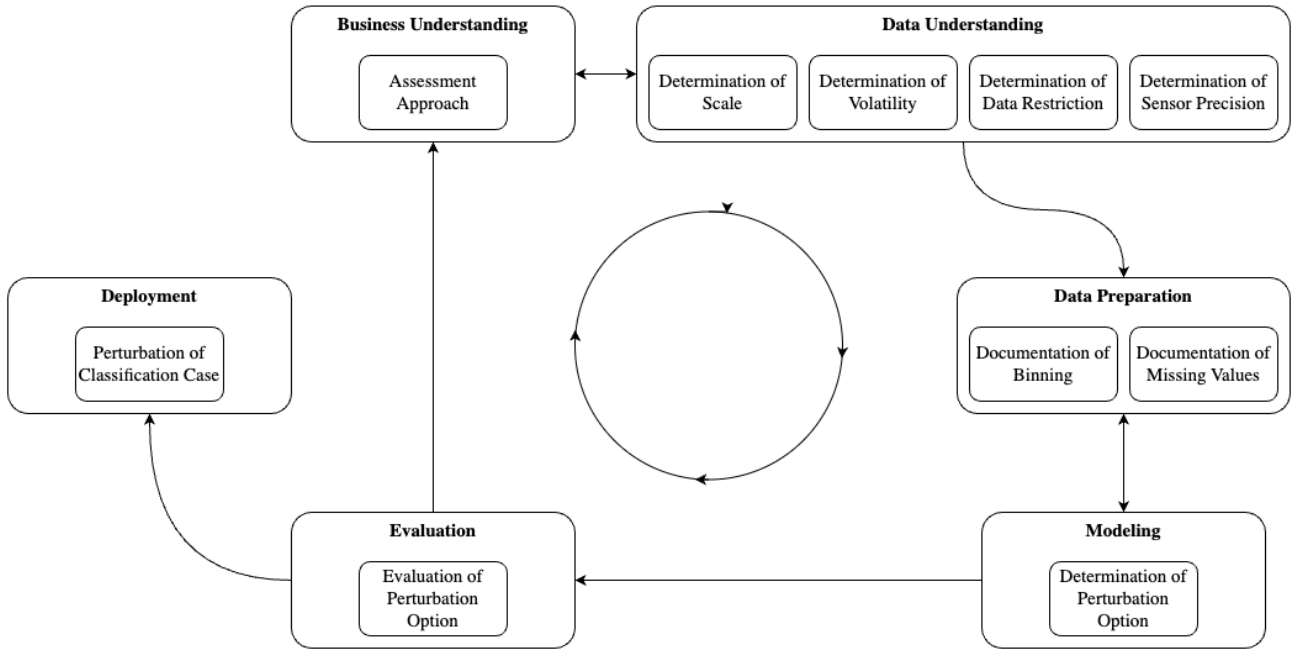 Business Understanding
Assessment
Approach
Data Understanding
Determination of
Scale
Determination of
Volatility
Determination of
Data Restriction
Determination of
Sensor Precision
Deployment
Perturbation of
Classification Case
Data Preparation
Documentation of
Binning
Documentation of
Missing Values
Evaluation
Evaluation of
Perturbation
Option
Modeling
Determination of
Perturbation
Option